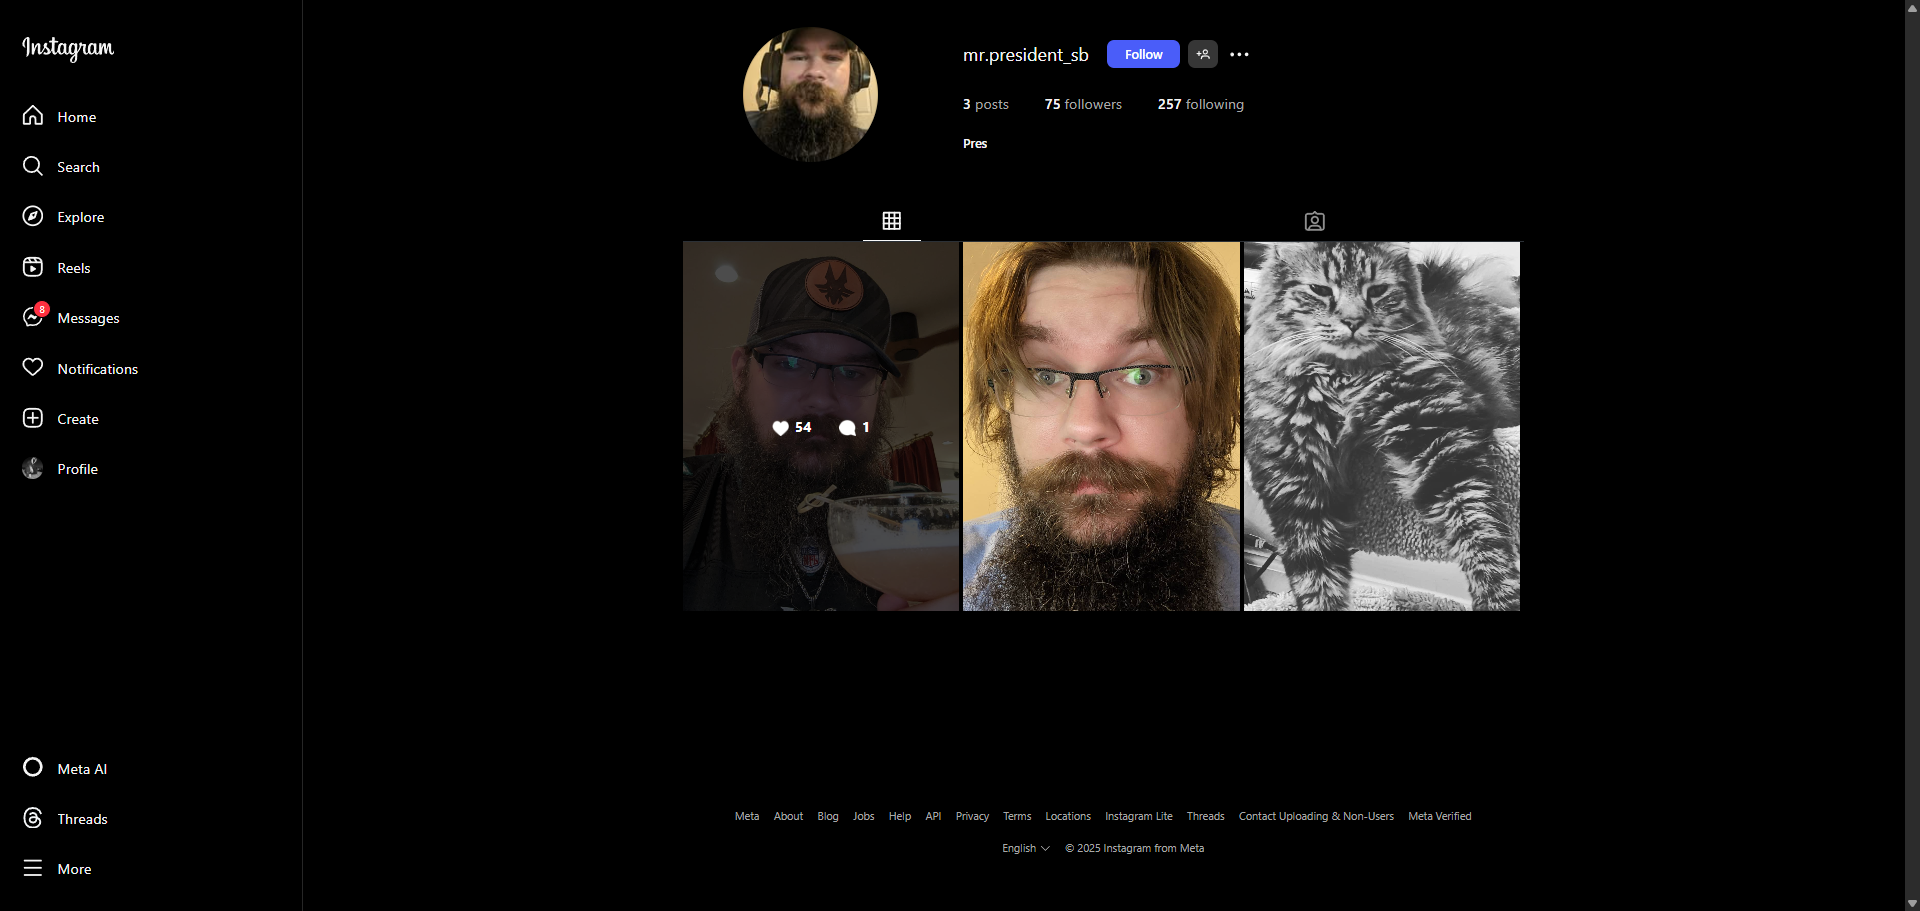 Instagram
Home
Search
Explore
Reels
8
Messages
Notifications
Create
Profile
Meta AI
Threads
More
mr.president_sb
Follow
3 posts 75 followers 257 following
Pres
54 1
NFL
Meta About Blog Jobs Help API Privacy Terms Locations Instagram Lite Threads Contact Uploading & Non-Users Meta Verified
English © 2025 Instagram from Meta